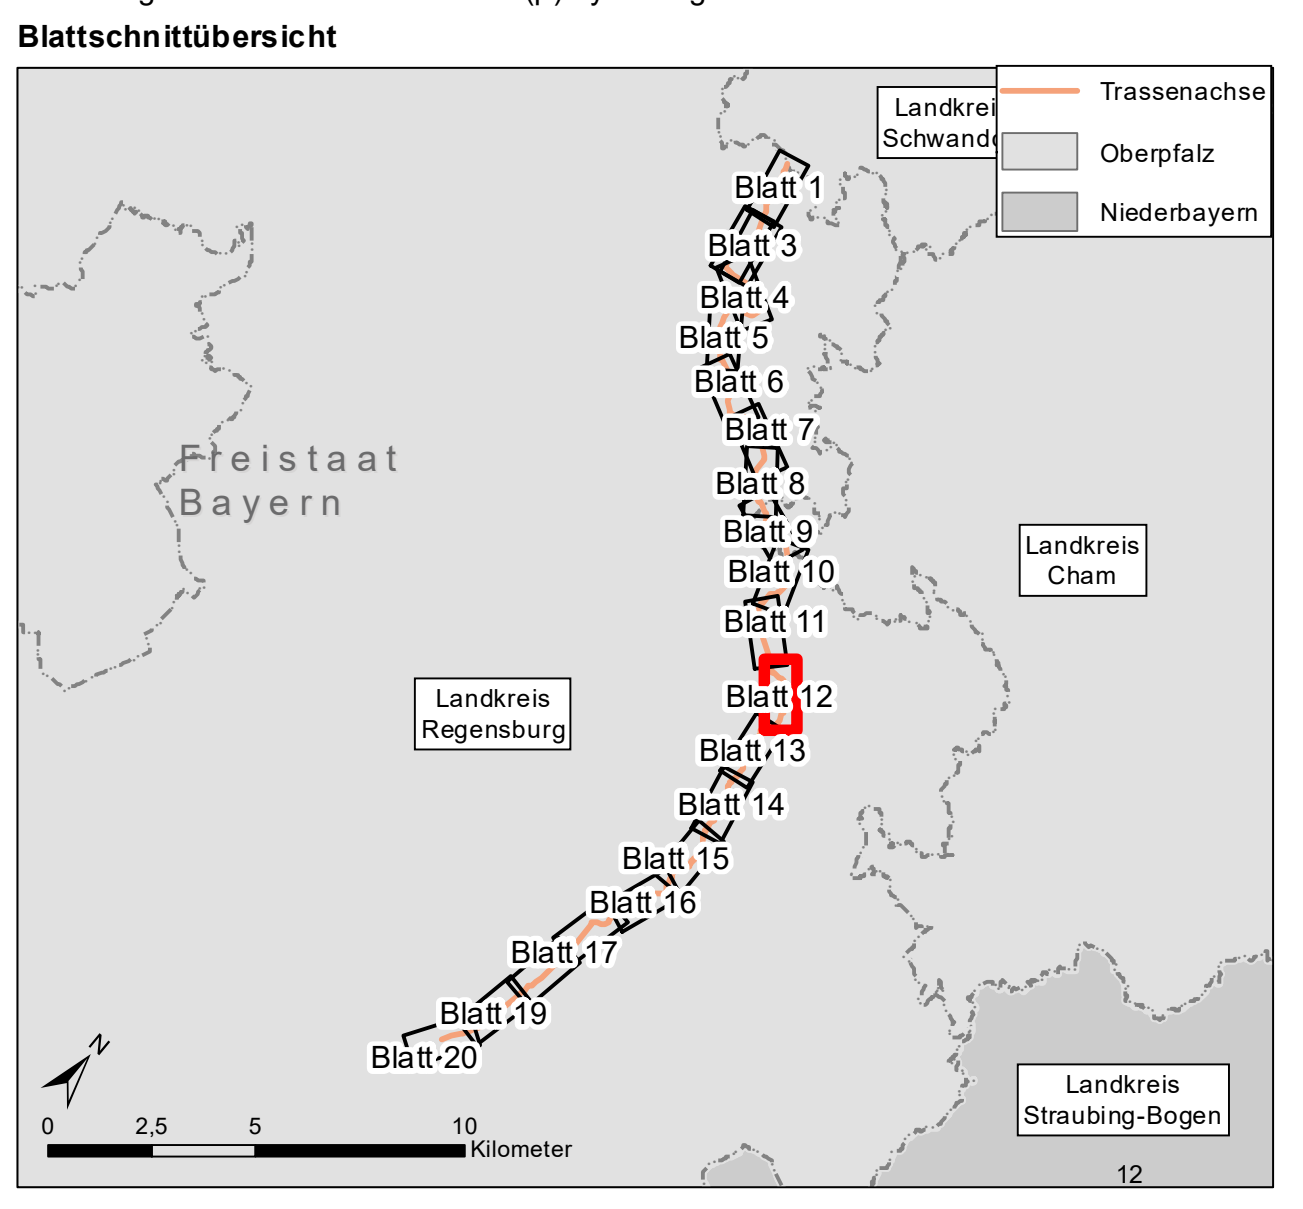 Blattschnittübersicht
Landkrei
Schwand
Trassenachse
Oberpfalz
Niederbayern
Blatt 1
Blatt 3
Blatt 4
Blatt 5
Blatt 6
Blatt 7
Freistaat
Bayern
Blatt 8
Blatt 9
Landkreis
Cham
Blatt 10
Blatt 11
Landkreis
Regensburg
Blatt 12
Blatt 13
Blatt 14
Blatt 15
Blatt 16
Blatt 17
Blatt 19
Blatt 20
N
0 2,5 5 10
Kilometer
Landkreis
Straubing-Bogen
12